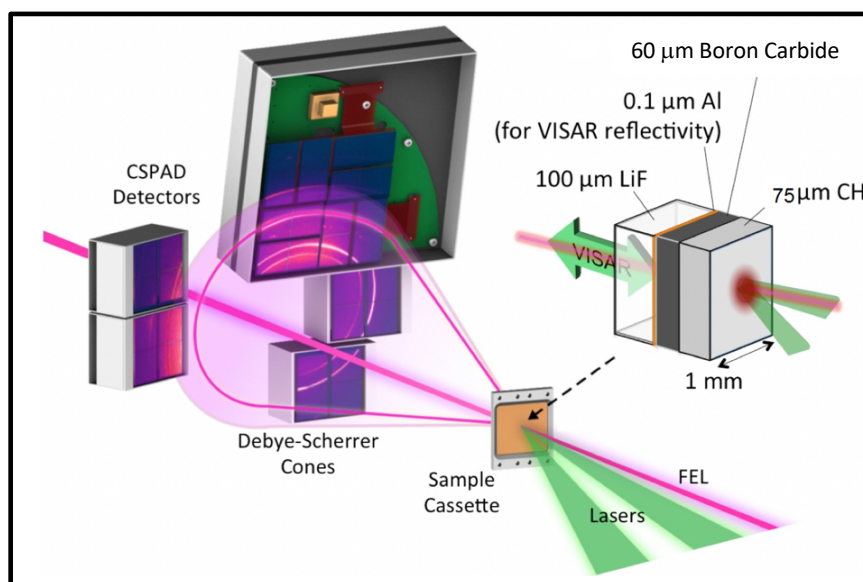 60 μm Boron Carbide
0.1 μm Al
(for VISAR reflectivity)
CSPAD
Detectors
100 μm LiF
75μm CH
VISAR
1 mm
Debye-Scherrer
Cones
Sample
Cassette
FEL
Lasers